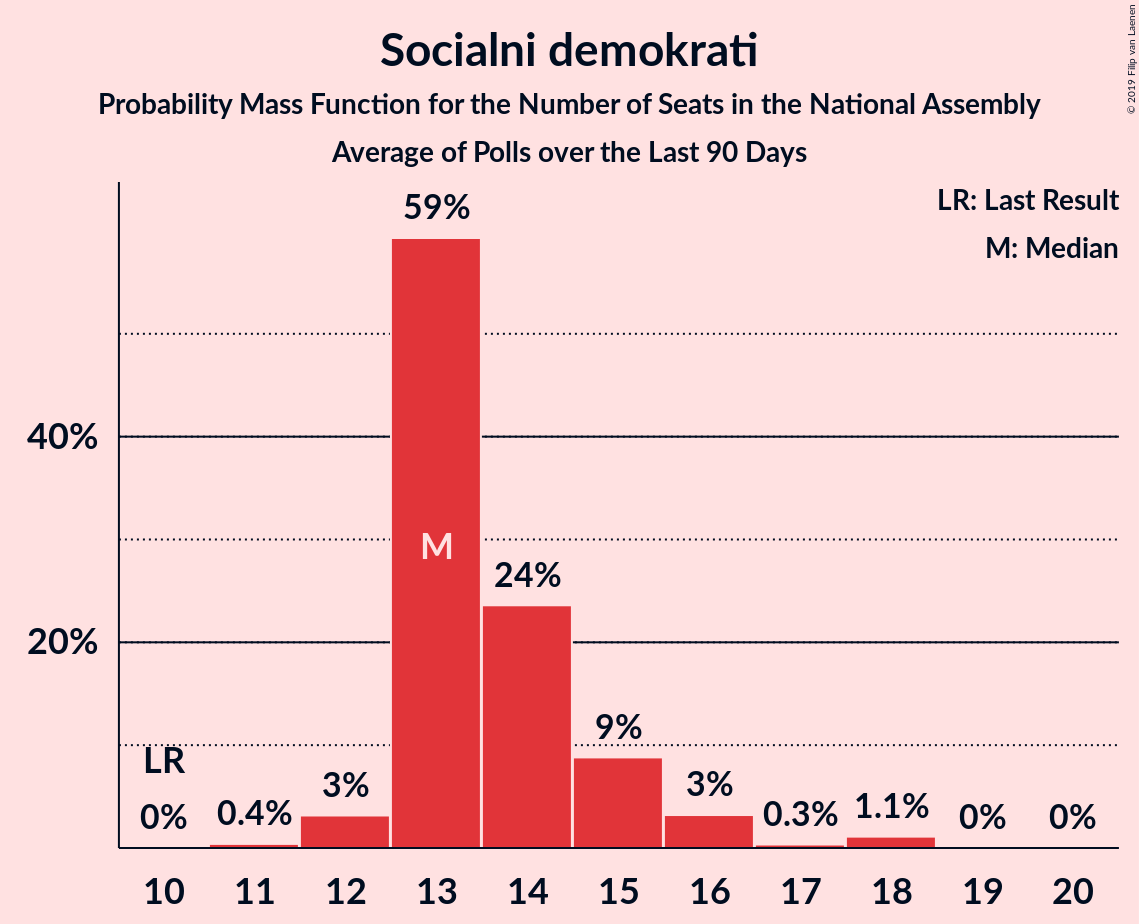 Socialni demokrati
Probability Mass Function for the Number of Seats in the National Assembly
Average of Polls over the Last 90 Days
© 2019 Filip van Laenen
LR: Last Result
M: Median
59%
40%
M
24%
20%
9%
LR
0%
0.4%
3%
3%
0.3%
1.1%
0%
0%
10 11 12 13 14 15 16 17 18 19 20